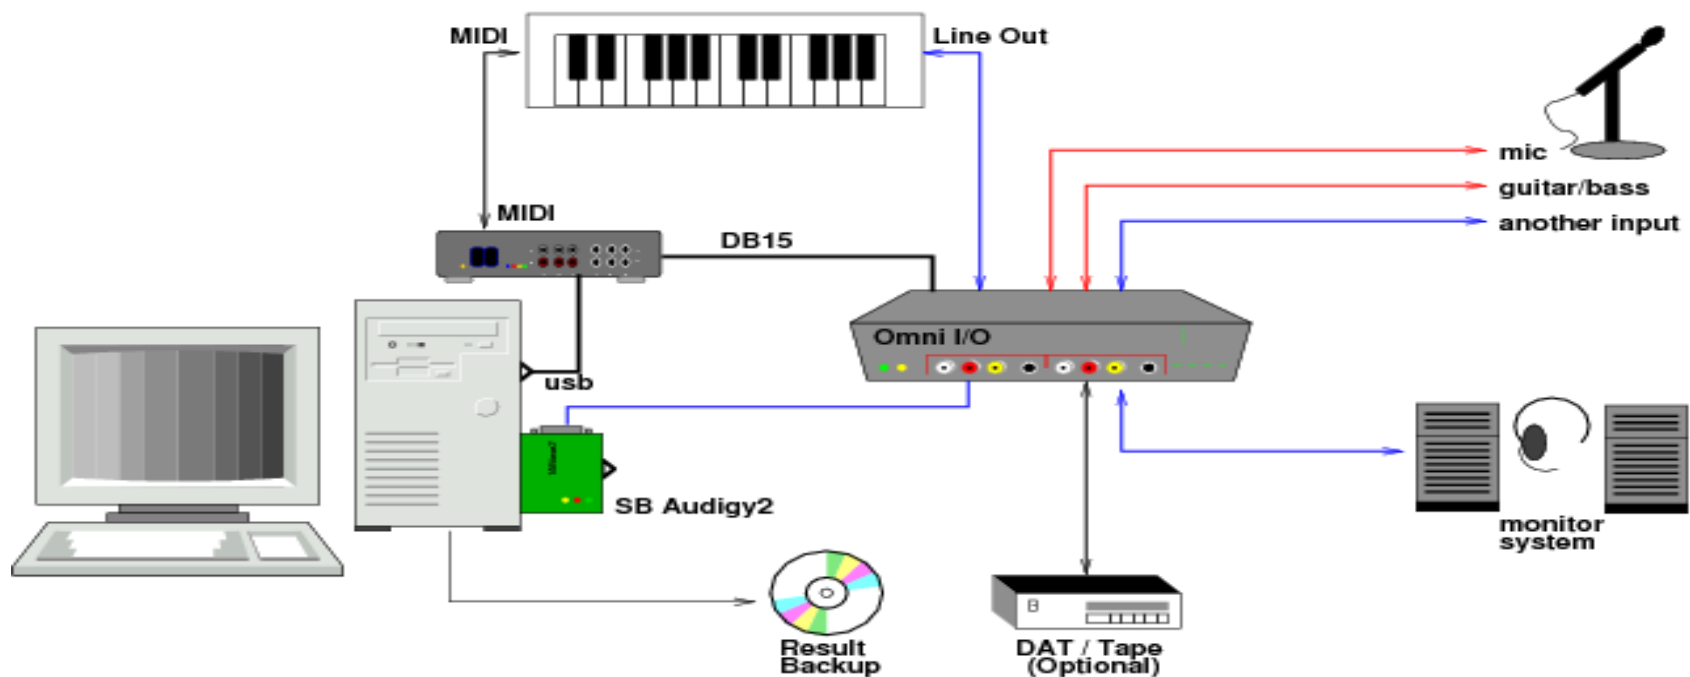 MIDI
Line Out
mic
guitar/bass
another input
MIDI
DB15
Omni I/O
usb
SB Audigy2
monitor
system
Result
Backup
DAT / Tape
(Optional)